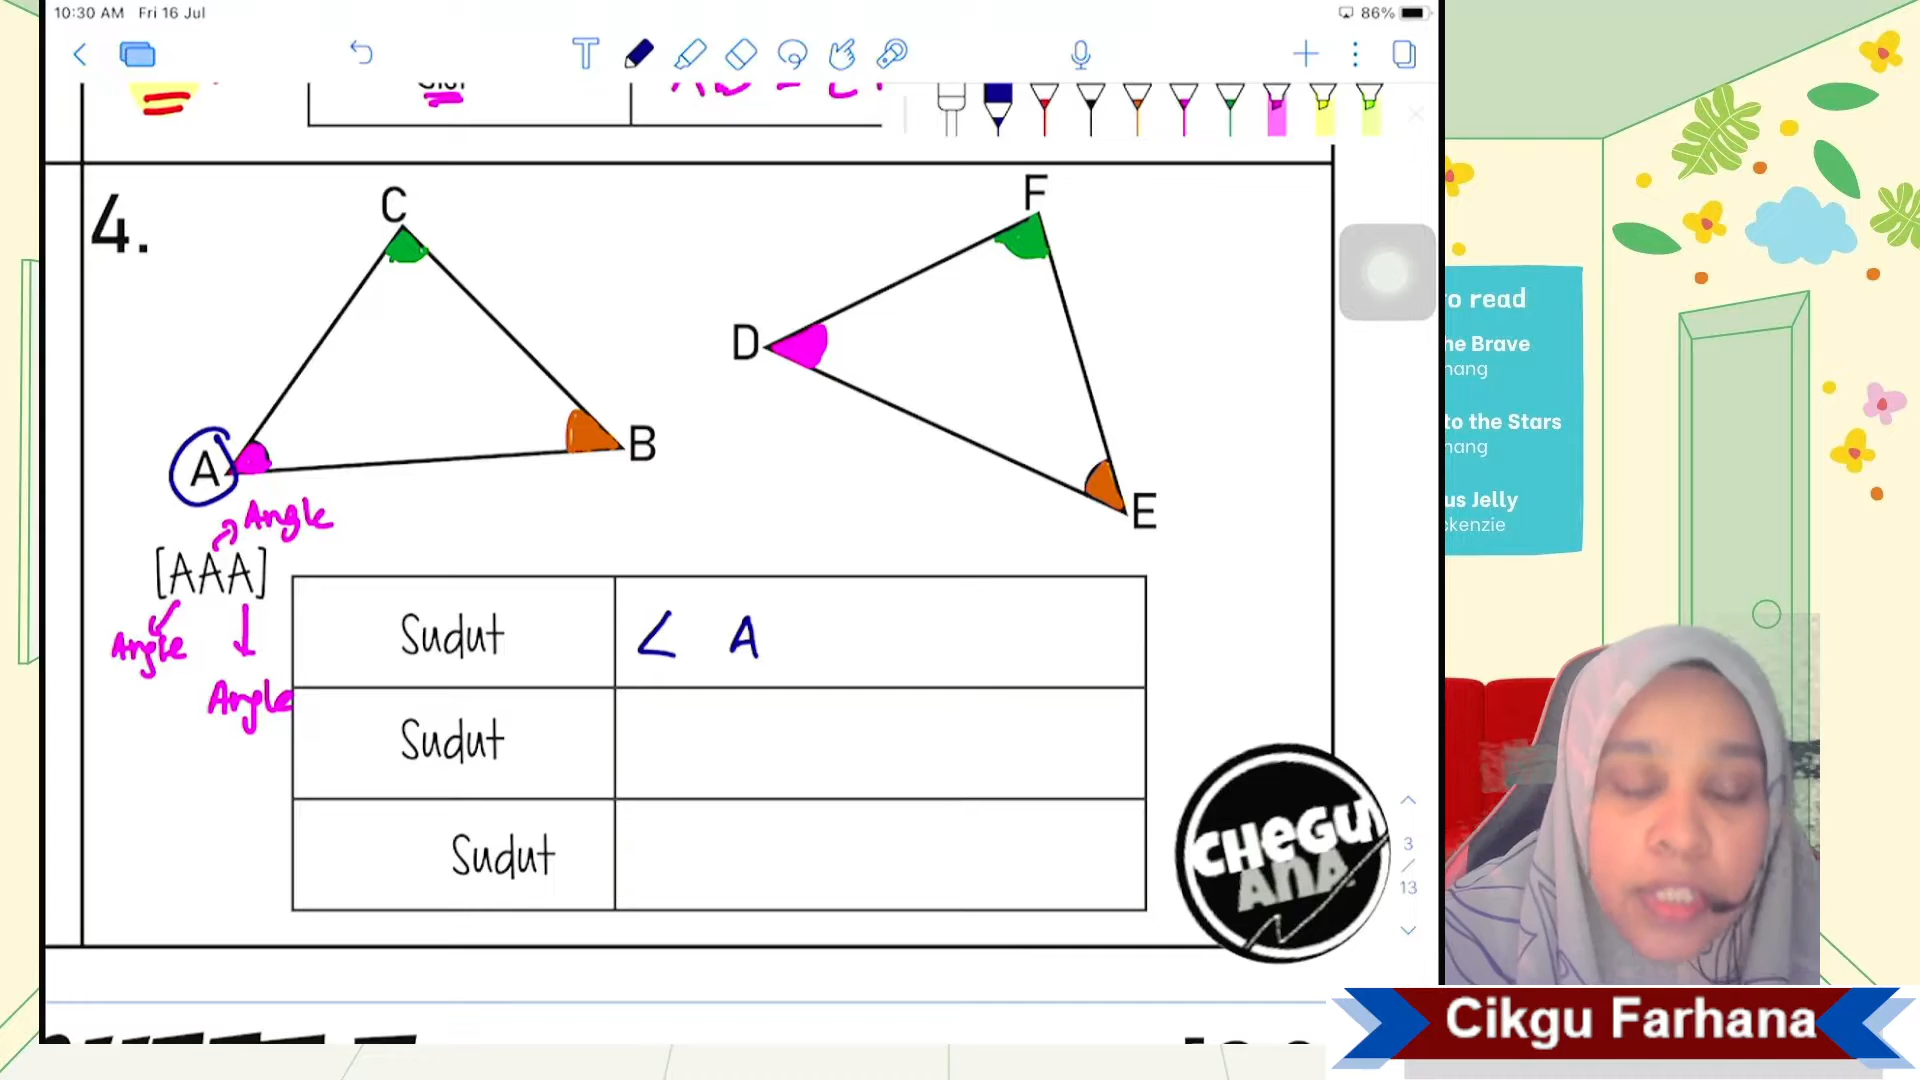 10:30 AM Fri 16 Jul
86%
4.
C
A
B
F
D
E
Angle
[AAA]
Angle
Angle
Sudut
∠ A
Sudut
Sudut
CHEGU
ANA
3
/
13
o read
he Brave
hang
to the Stars
hang
us Jelly
ckenzie
Cikgu Farhana